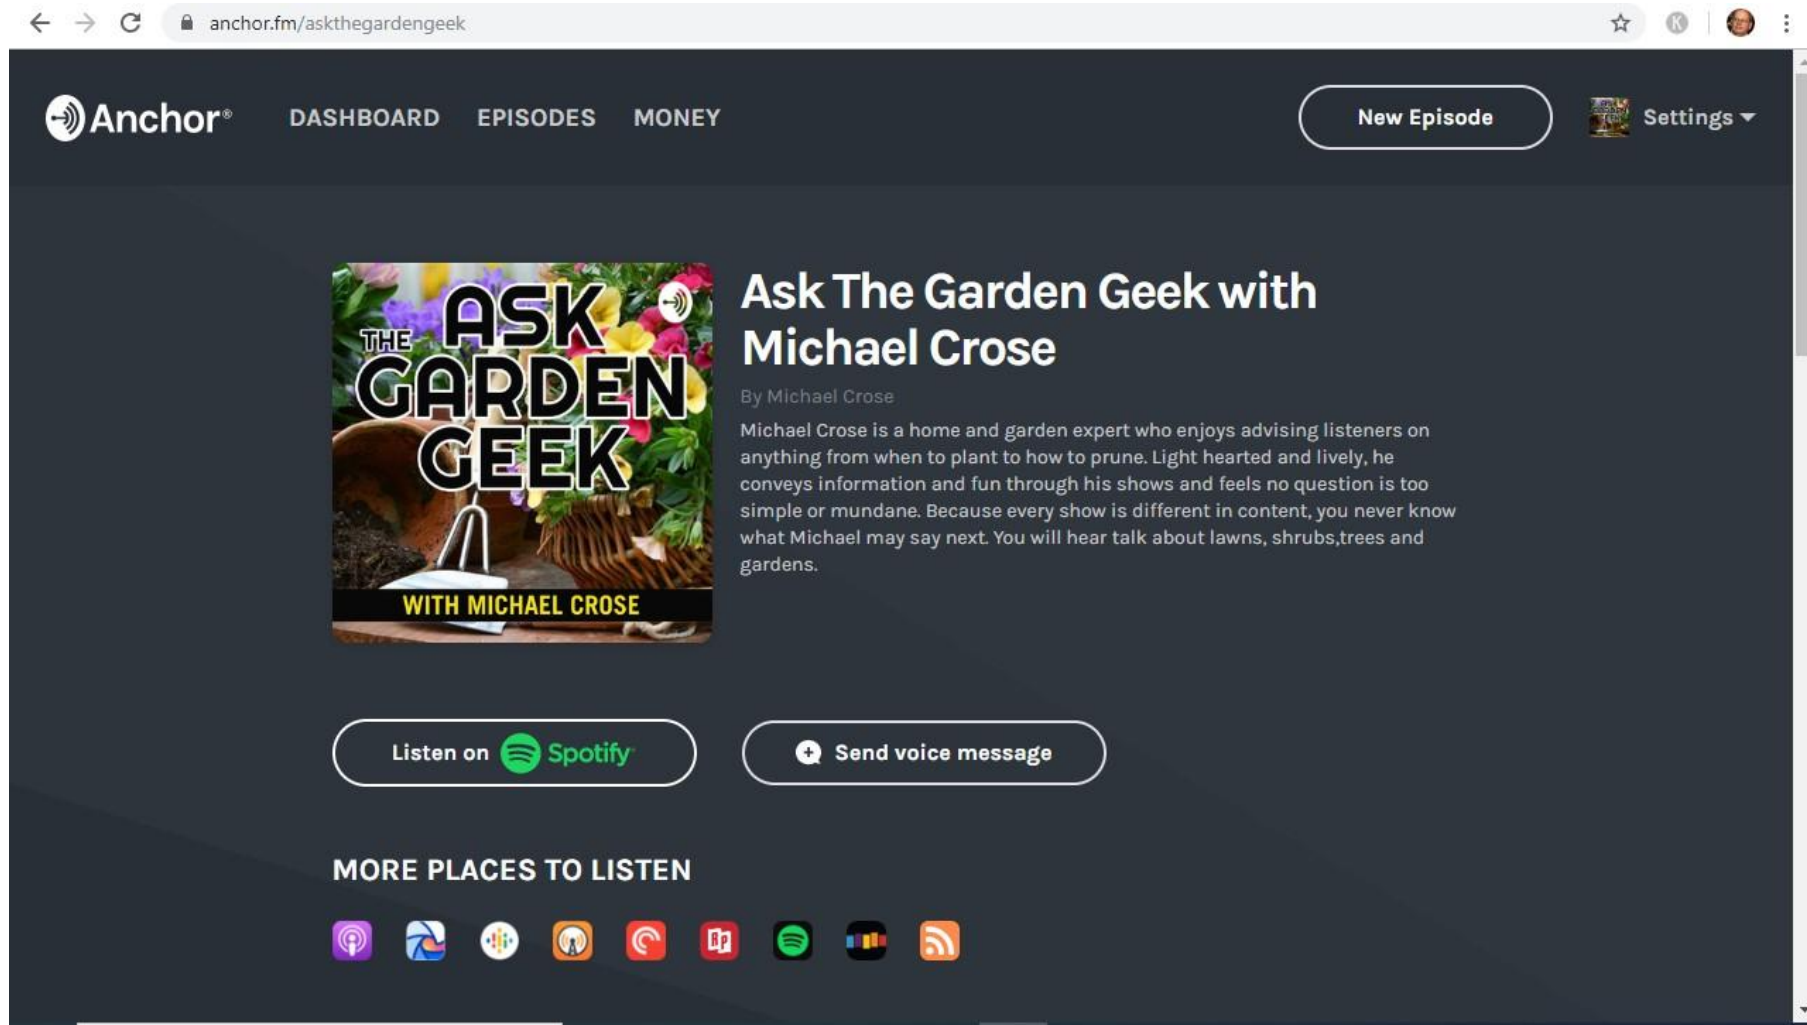 anchor.fm/askthegardengeek
K
Anchor®
DASHBOARD
EPISODES
MONEY
New Episode
Settings
ASK
THE
GARDEN
GEEK
WITH MICHAEL CROSE
Ask The Garden Geek with
Michael Crose
By Michael Crose
Michael Crose is a home and garden expert who enjoys advising listeners on
anything from when to plant to how to prune. Light hearted and lively, he
conveys information and fun through his shows and feels no question is too
simple or mundane. Because every show is different in content, you never know
what Michael may say next. You will hear talk about lawns, shrubs,trees and
gardens.
Listen on Spotify
Send voice message
MORE PLACES TO LISTEN
RP